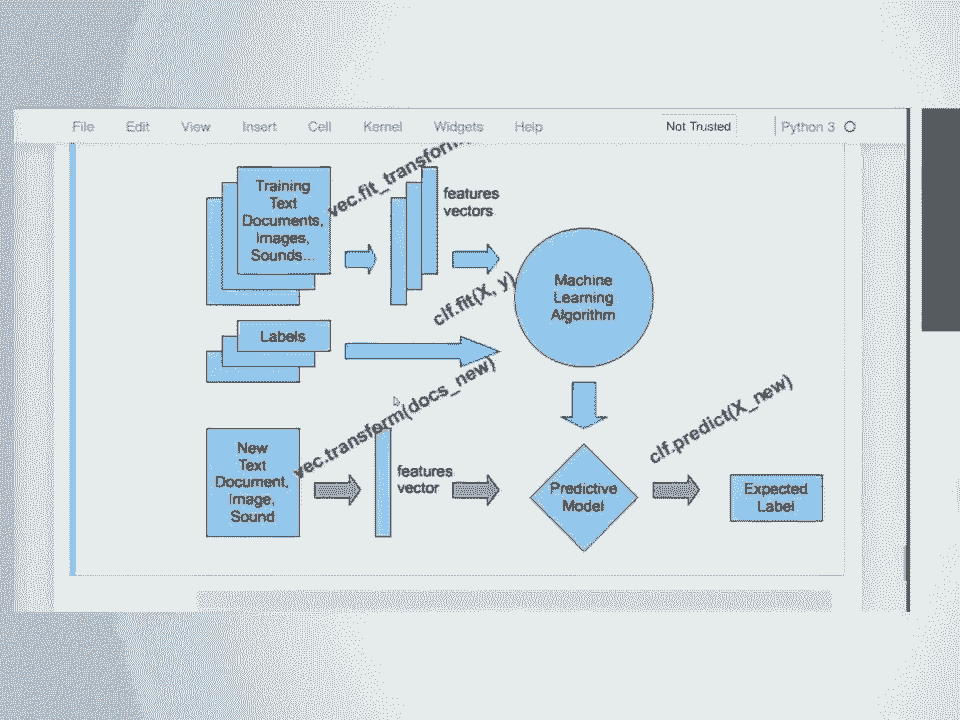 File Edit View Insert Cell Kernel Widgets Help Not Trusted Python 3
Training
Text
Documents,
Images,
Sounds...
vec.fit_transform
features
vectors
Machine
Learning
Algorithm
clf.fit(X, y)
Labels
vec.transform(docs_new)
clf.predict(X_new)
New
Text
Document,
Image,
Sound
features
vector
Predictive
Model
Expected
Label